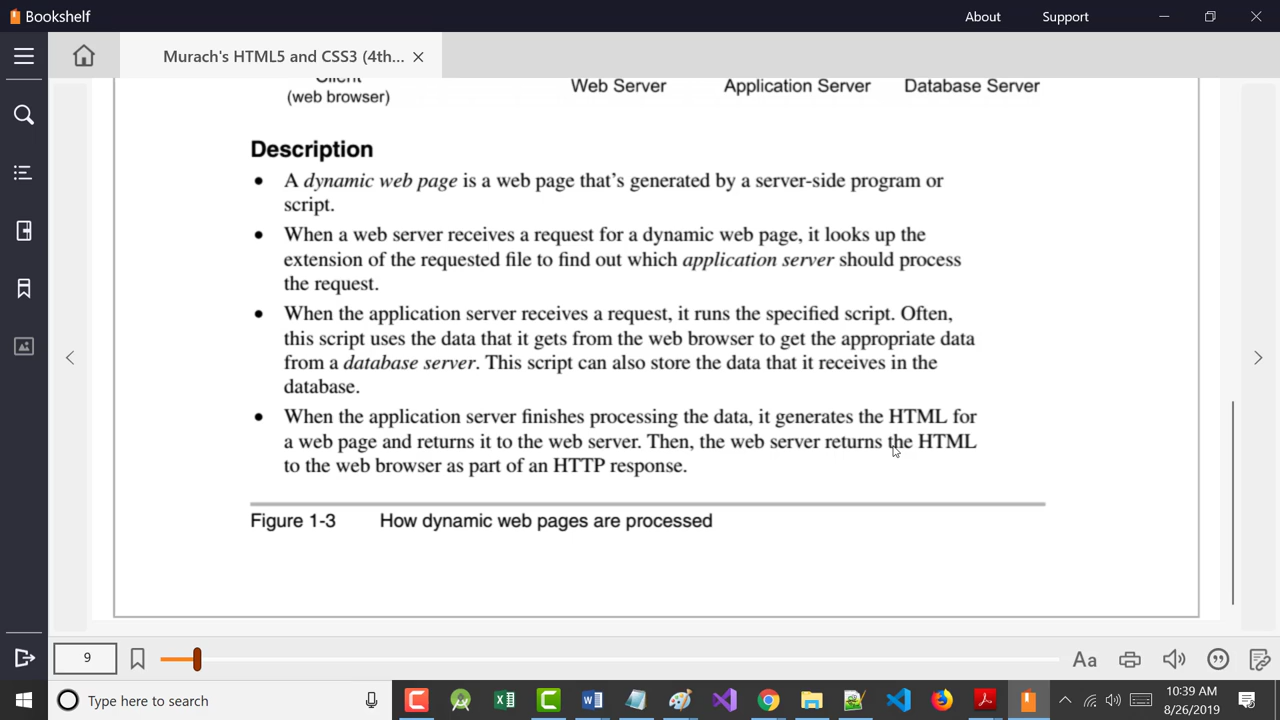 Bookshelf
About
Support
Murach's HTML5 and CSS3 (4th...
Client
(web browser)
Web Server
Application Server
Database Server
Description
• A dynamic web page is a web page that's generated by a server-side program or
script.
• When a web server receives a request for a dynamic web page, it looks up the
extension of the requested file to find out which application server should process
the request.
• When the application server receives a request, it runs the specified script. Often,
this script uses the data that it gets from the web browser to get the appropriate data
from a database server. This script can also store the data that it receives in the
database.
• When the application server finishes processing the data, it generates the HTML for
a web page and returns it to the web server. Then, the web server returns the HTML
to the web browser as part of an HTTP response.
Figure 1-3 How dynamic web pages are processed
9
Aa
Type here to search
10:39 AM
8/26/2019